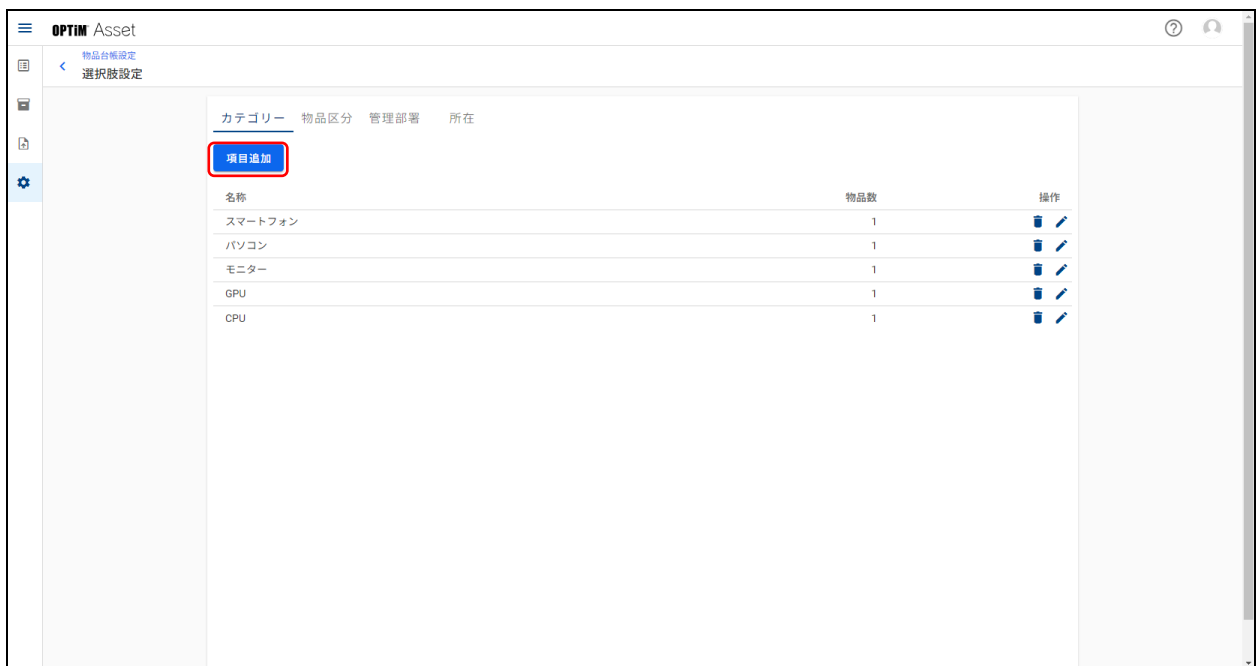 OPTiM Asset
物品台帳設定
選択肢設定
カテゴリー 物品区分 管理部署 所在
項目追加
名称 物品数 操作
スマートフォン 1
パソコン 1
モニター 1
GPU 1
CPU 1